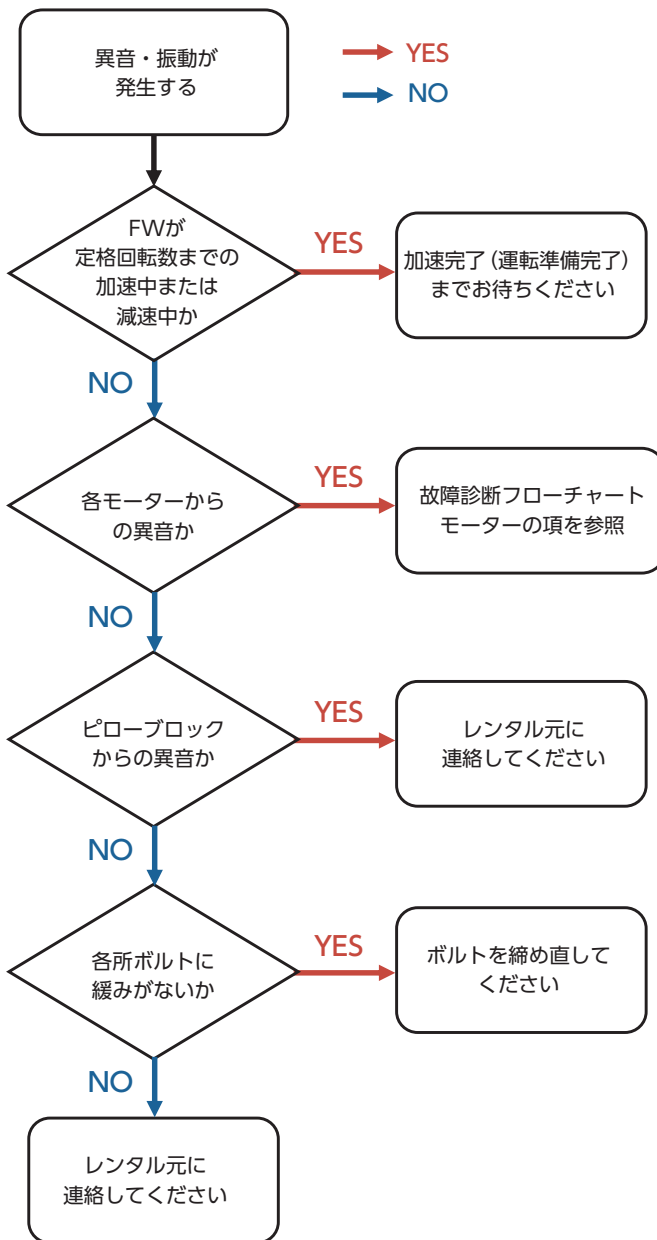 異音・振動が
発生する
YES
NO
FWが
定格回転数までの
加速中または
減速中か
YES
加速完了(運転準備完了)
までお待ちください
NO
各モーターから
の異音か
YES
故障診断フローチャート
モーターの項を参照
NO
ピローブロック
からの異音か
YES
レンタル元に
連絡してください
NO
各所ボルトに
緩みがないか
YES
ボルトを締め直して
ください
NO
レンタル元に
連絡してください